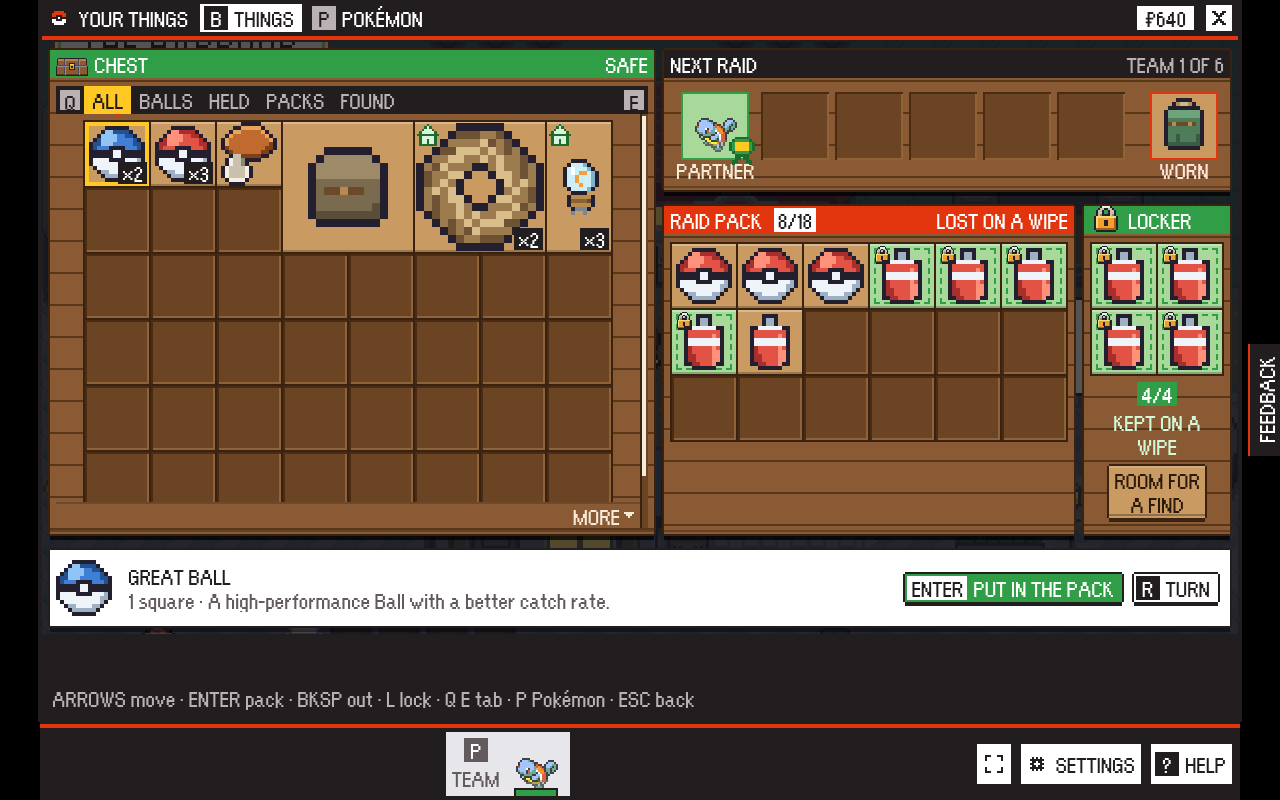 YOUR THINGS B THINGS P POKÉMON ₽640 X
CHEST SAFE
Q ALL BALLS HELD PACKS FOUND E
×2 ×3
×2 ×3
MORE
NEXT RAID TEAM 1 OF 6
PARTNER WORN
RAID PACK 8/18 LOST ON A WIPE
LOCKER
4/4
KEPT ON A
WIPE
ROOM FOR
A FIND
FEEDBACK
GREAT BALL
1 square · A high-performance Ball with a better catch rate.
ENTER PUT IN THE PACK R TURN
ARROWS move · ENTER pack · BKSP out · L lock · Q E tab · P Pokémon · ESC back
P
TEAM
SETTINGS ? HELP